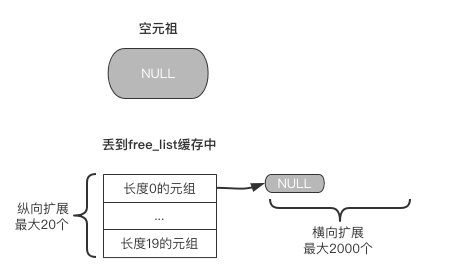 空元祖
NULL
丢到free_list缓存中
长度0的元组
NULL
...
长度19的元组
纵向扩展
最大20个
横向扩展
最大2000个